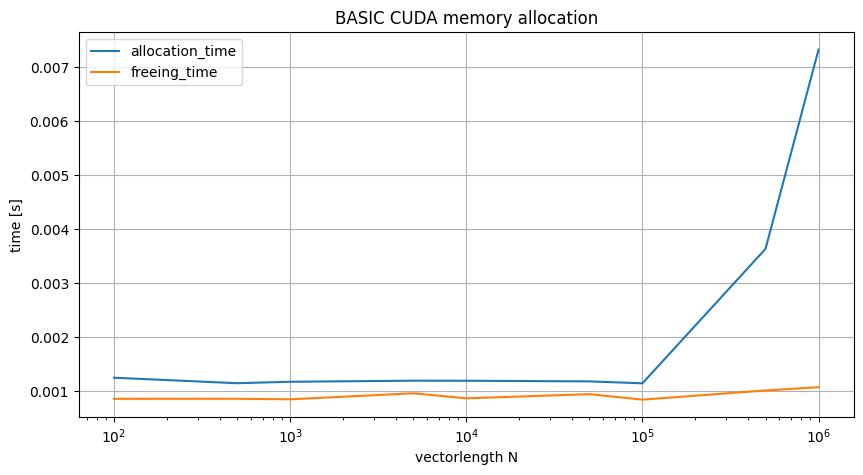 BASIC CUDA memory allocation
allocation_time
freeing_time
0.007
0.006
0.005
0.004
0.003
0.002
0.001
time [s]
10² 10³ 10⁴ 10⁵ 10⁶
vectorlength N